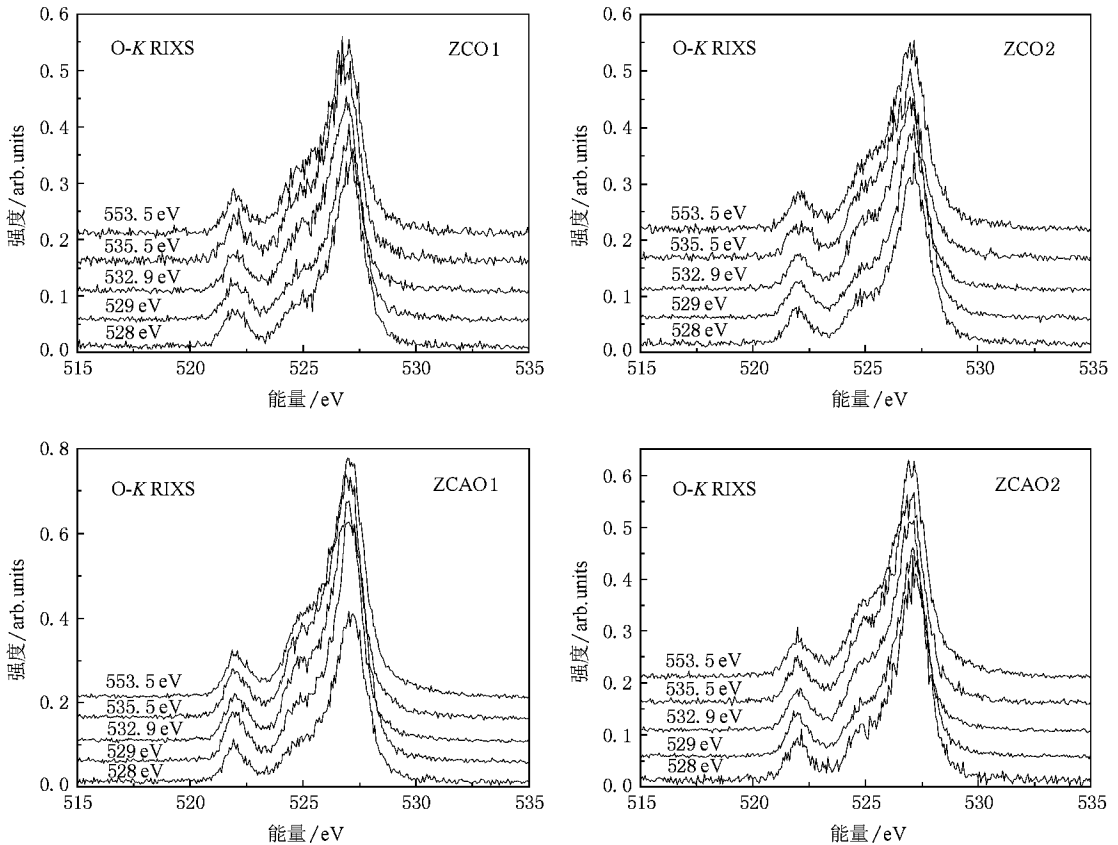 0. 6
O-K RIXS
ZCO 1
0. 5
0. 4
0. 3
0. 2
0. 1
0. 0
强度/arb. units
553. 5 eV
535. 5 eV
532. 9 eV
529 eV
528 eV
515
520
525
530
535
能量/eV
0. 6
O-K RIXS
ZCO2
0. 5
0. 4
0. 3
0. 2
0. 1
0. 0
强度/arb. units
553. 5 eV
535. 5 eV
532. 9 eV
529 eV
528 eV
515
520
525
530
535
能量/eV
0. 8
O-K RIXS
ZCAO 1
0. 6
0. 4
0. 2
0. 0
强度/arb. units
553. 5 eV
535. 5 eV
532. 9 eV
529 eV
528 eV
515
520
525
530
535
能量/eV
0. 6
O-K RIXS
ZCAO2
0. 5
0. 4
0. 3
0. 2
0. 1
0. 0
强度/arb. units
553. 5 eV
535. 5 eV
532. 9 eV
529 eV
528 eV
515
520
525
530
535
能量/eV